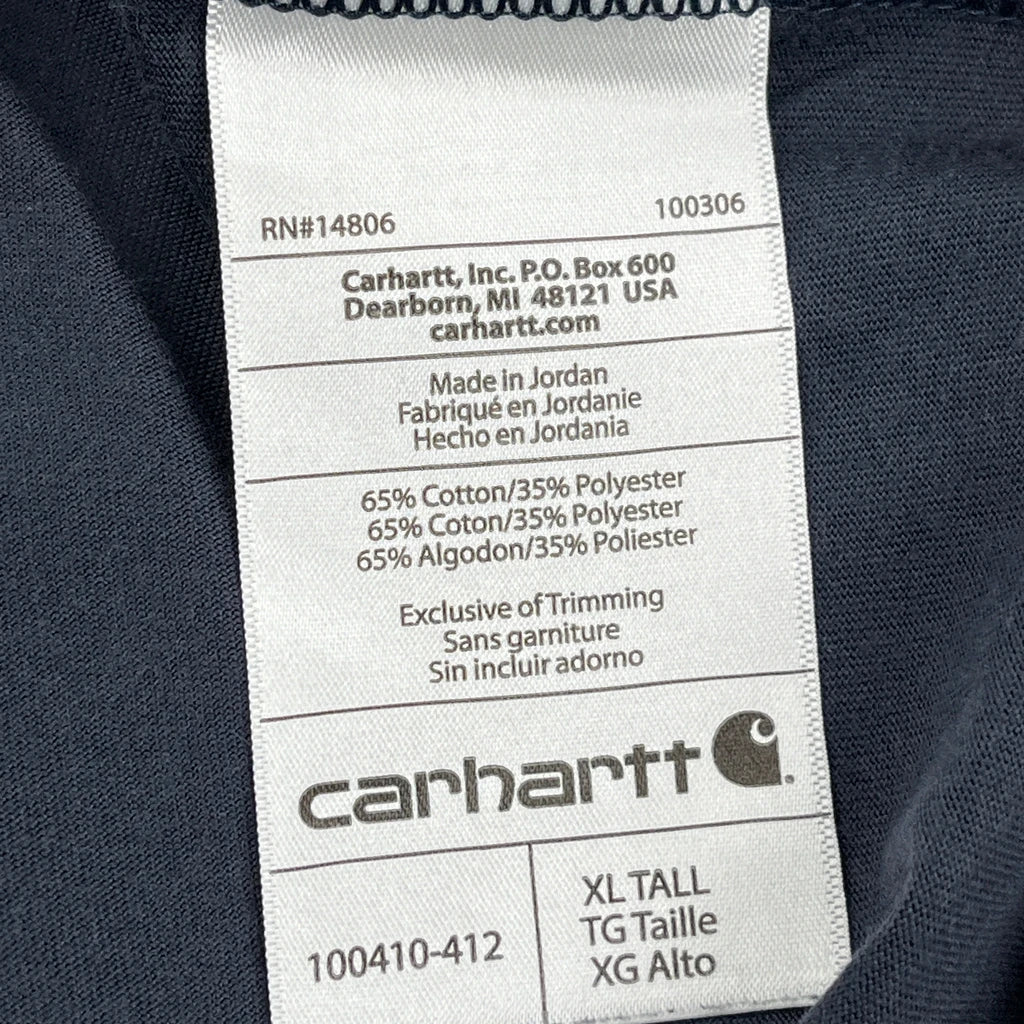 RN#14806 100306
Carhartt, Inc. P.O. Box 600
Dearborn, MI 48121 USA
carhartt.com
Made in Jordan
Fabriqué en Jordanie
Hecho en Jordania
65% Cotton/35% Polyester
65% Coton/35% Polyester
65% Algodon/35% Poliester
Exclusive of Trimming
Sans garniture
Sin incluir adorno
carhartt
100410-412
XL TALL
TG Taille
XG Alto